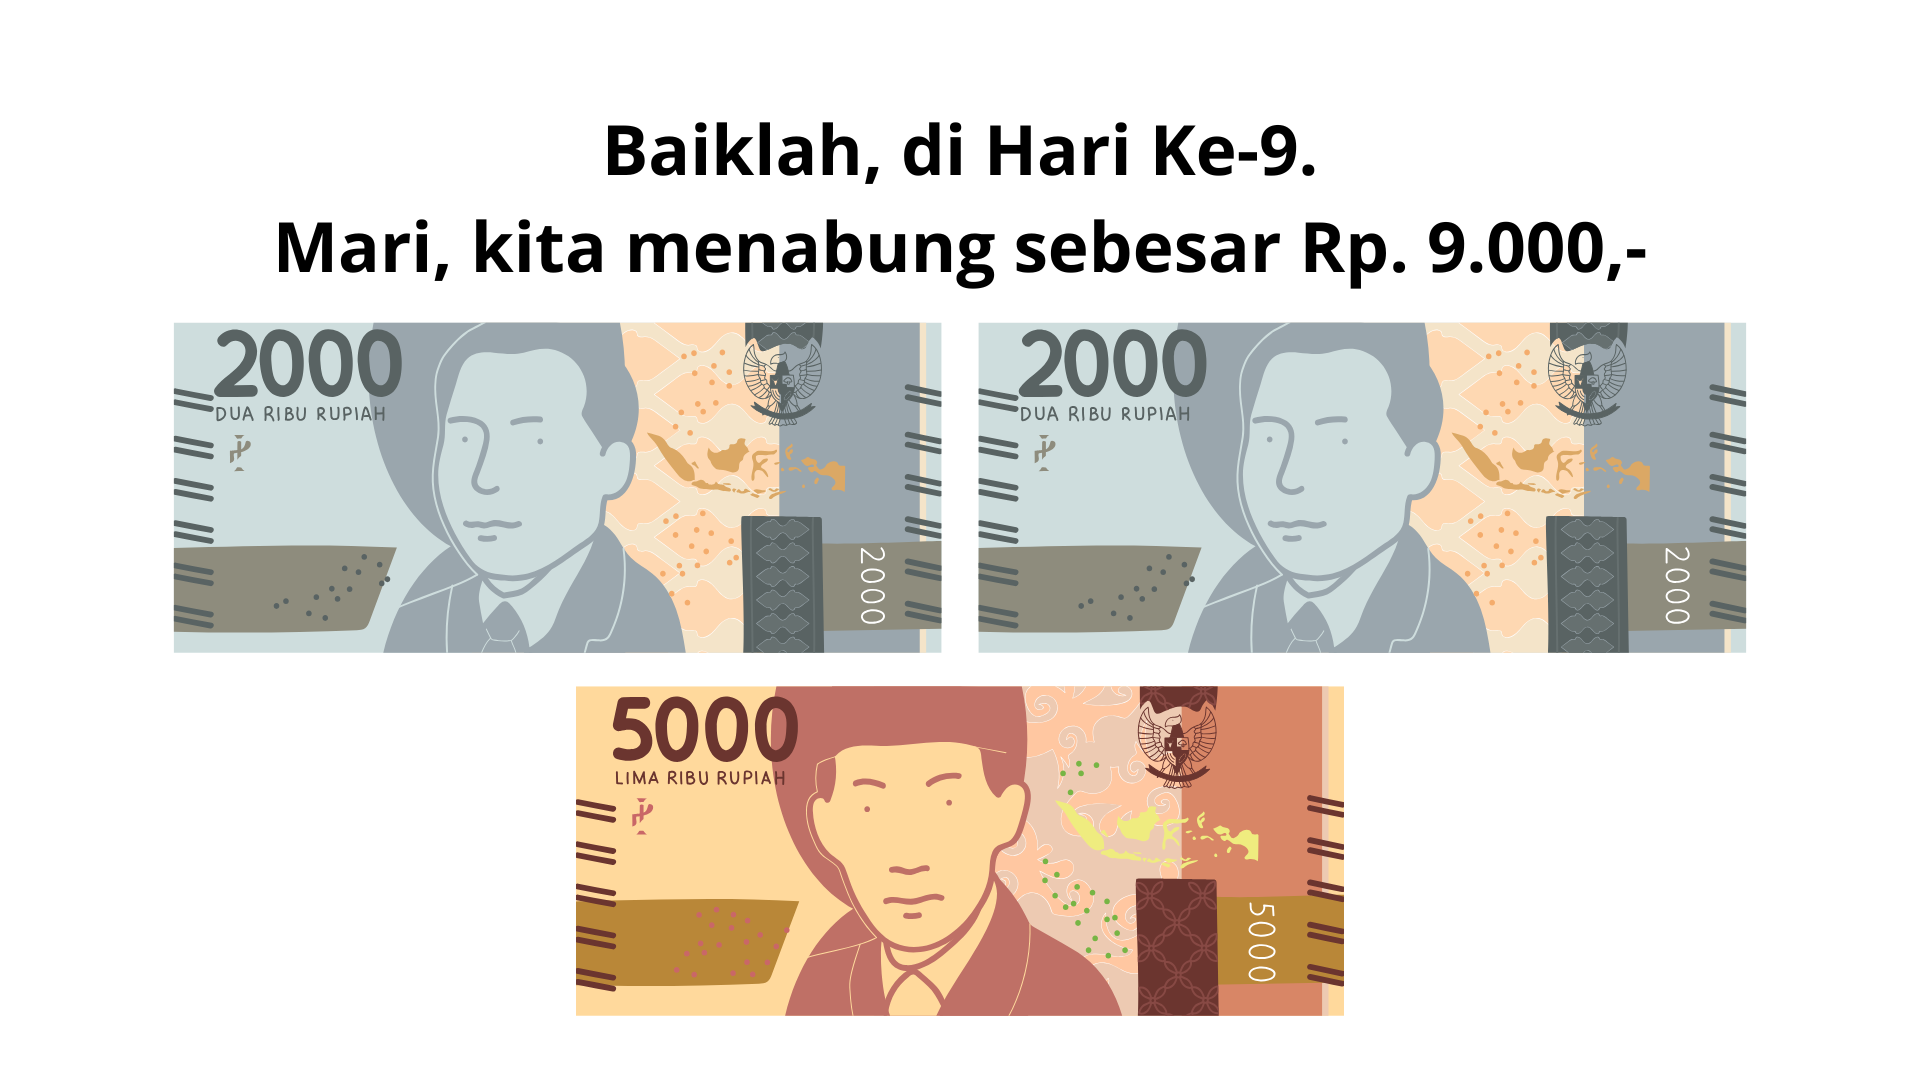 Baiklah, di Hari Ke-9.
Mari, kita menabung sebesar Rp. 9.000,-
2000
DUA RIBU RUPIAH
2000
2000
DUA RIBU RUPIAH
2000
5000
LIMA RIBU RUPIAH
5000